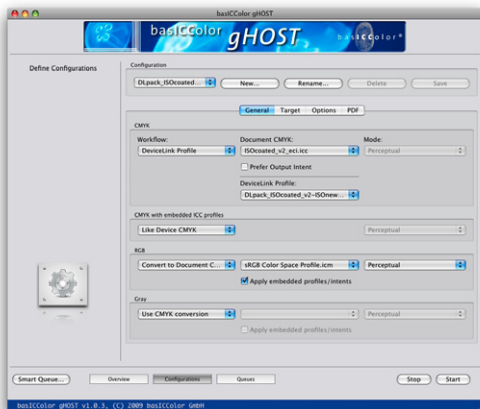 basICColor gHOST
basICColor gHOST
basICColor®
Define Configurations
Configuration
DLpack_ISOcoated... New... Rename... Delete Save
General Target Options PDF
CMYK
Workflow: Document CMYK: Mode:
DeviceLink Profile ISOcoated_v2_eci.icc Perceptual
Prefer Output Intent
DeviceLink Profile:
DLpack_ISOcoated_v2-ISOnew...
CMYK with embedded ICC profiles
Like Device CMYK Perceptual
RGB
Convert to Document C... sRGB Color Space Profile.icm Perceptual
Apply embedded profiles/intents
Gray
Use CMYK conversion Perceptual
Apply embedded profiles/intents
Smart Queue... Overview Configurations Queues Stop Start
basICColor gHOST v1.0.3, (C) 2009 basICColor GmbH